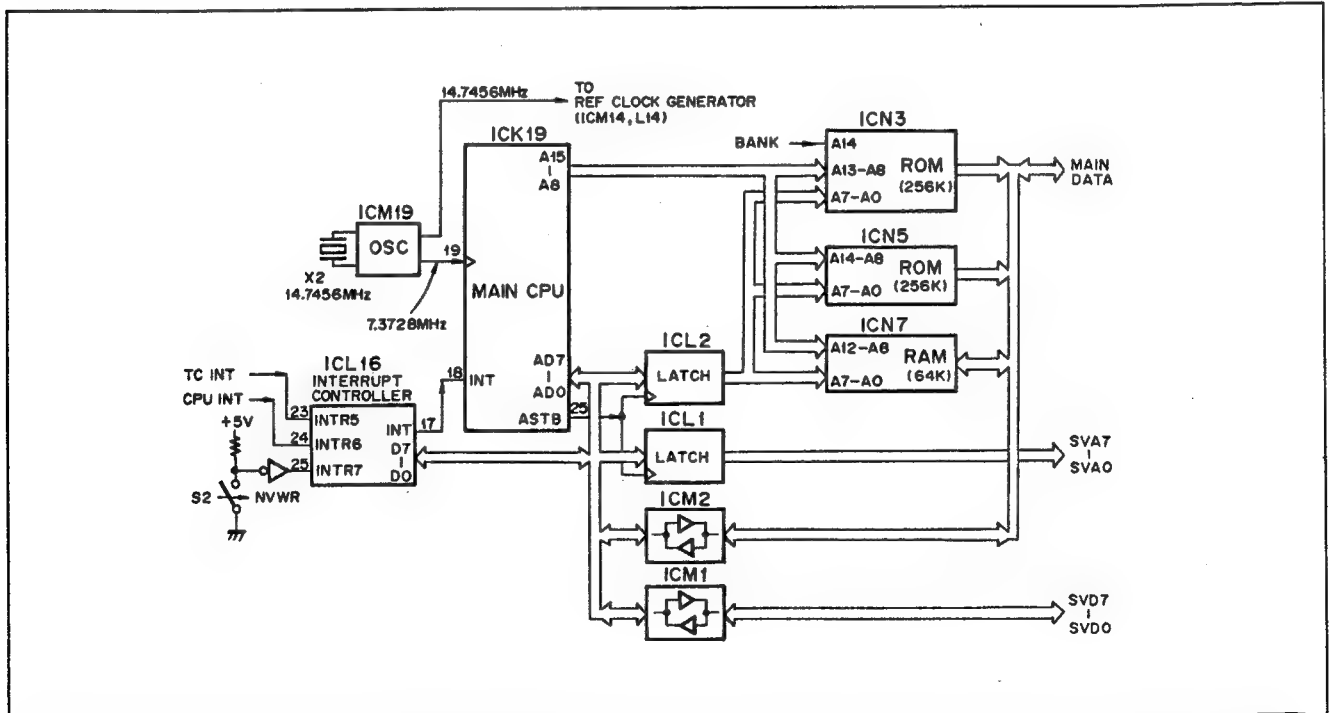 14.7456MHz
TO
REF CLOCK GENERATOR
(ICM14, L14)
ICK19
A15
A8
ICM19
OSC
19
X2
14.7456MHz
7.3728MHz
MAIN CPU
BANK
ICN3
A14
A13-A8
A7-A0
ROM
(256K)
MAIN
DATA
ICN5
A14-A8
A7-A0
ROM
(256K)
ICN7
A12-A8
A7-A0
RAM
(64K)
ICL16
INTERRUPT
CONTROLLER
TC INT
CPU INT
+5V
23
24
25
INTR5
INTR6
INTR7
INT
17
D7
D0
18
INT
AD7
AD0
ASTB
25
S2
NVWR
ICL2
LATCH
ICL1
LATCH
SVA7
SVA0
ICM2
ICM1
SVD7
SVD0